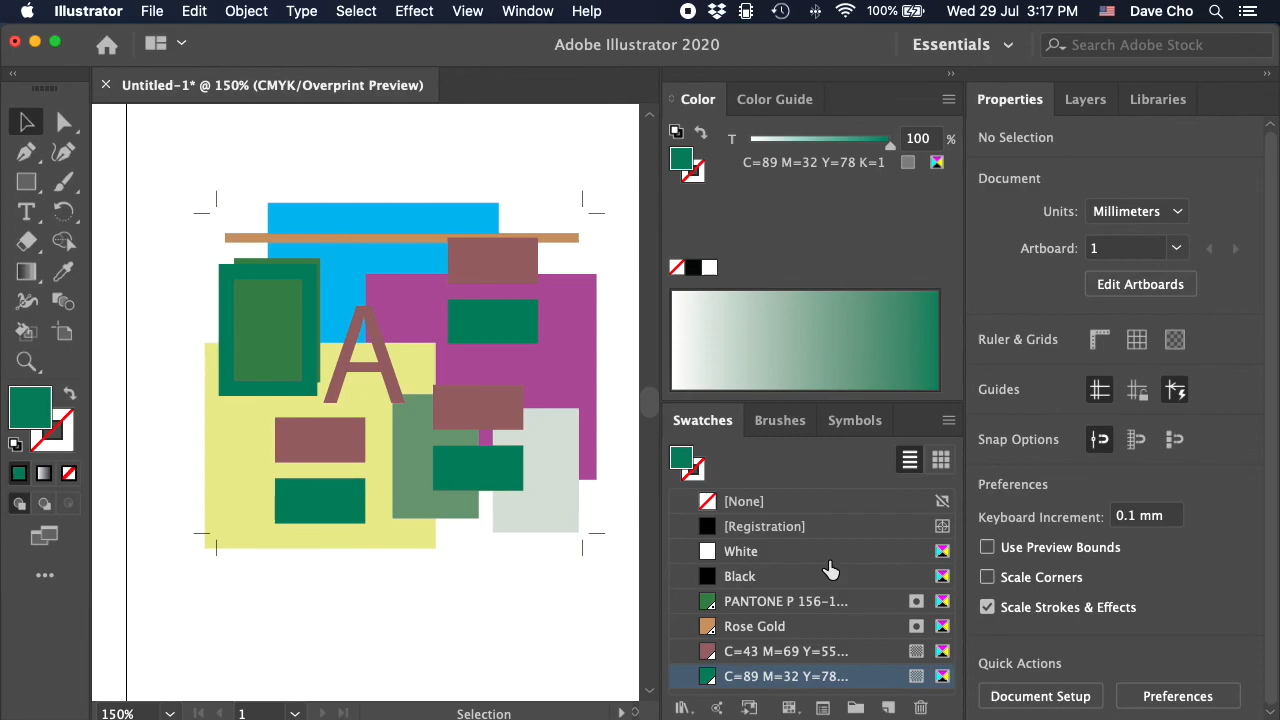 Illustrator File Edit Object Type Select Effect View Window Help 100% Wed 29 Jul 3:17 PM Dave Cho
Adobe Illustrator 2020 Essentials Search Adobe Stock
Untitled-1* @ 150% (CMYK/Overprint Preview)
Color Color Guide
T 100 %
C=89 M=32 Y=78 K=1
A
Swatches Brushes Symbols
[None]
[Registration]
White
Black
PANTONE P 156-1...
Rose Gold
C=43 M=69 Y=55...
C=89 M=32 Y=78...
Properties Layers Libraries
No Selection
Document
Units: Millimeters
Artboard: 1
Edit Artboards
Ruler & Grids
Guides
Snap Options
Preferences
Keyboard Increment: 0.1 mm
Use Preview Bounds
Scale Corners
Scale Strokes & Effects
Quick Actions
Document Setup Preferences
150% 1 Selection